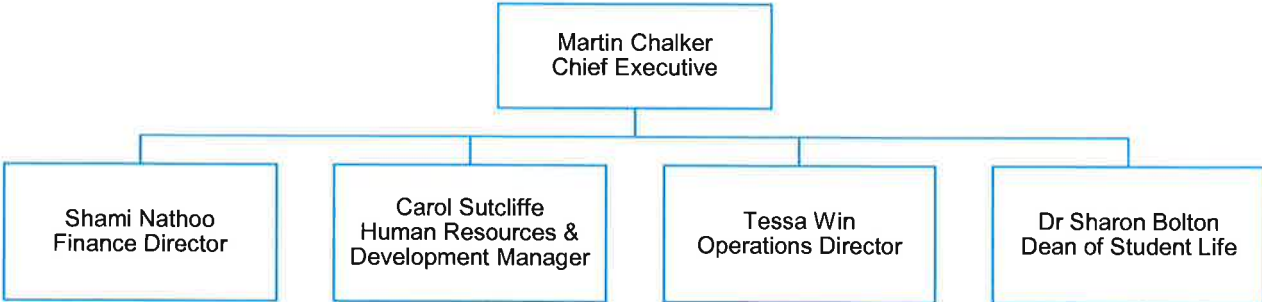 Martin Chalker
Chief Executive
Shami Nathoo
Finance Director
Carol Sutcliffe
Human Resources &
Development Manager
Tessa Win
Operations Director
Dr Sharon Bolton
Dean of Student Life